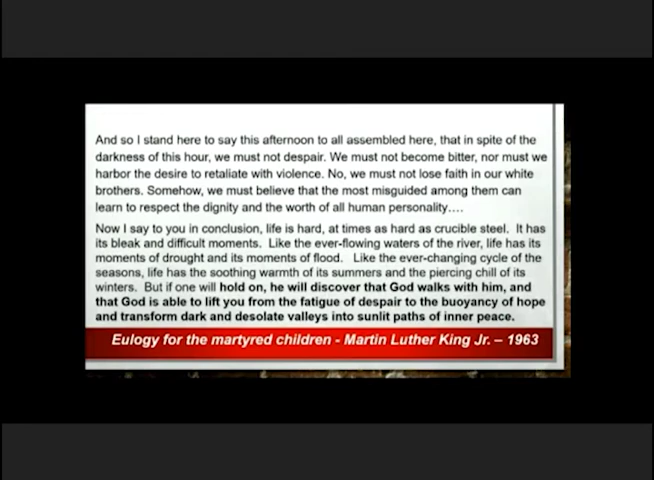 And so I stand here to say this afternoon to all assembled here, that in spite of the
darkness of this hour, we must not despair. We must not become bitter, nor must we
harbor the desire to retaliate with violence. No, we must not lose faith in our white
brothers. Somehow, we must believe that the most misguided among them can
learn to respect the dignity and the worth of all human personality....
Now I say to you in conclusion, life is hard, at times as hard as crucible steel. It has
its bleak and difficult moments. Like the ever-flowing waters of the river, life has its
moments of drought and its moments of flood. Like the ever-changing cycle of the
seasons, life has the soothing warmth of its summers and the piercing chill of its
winters. But if one will hold on, he will discover that God walks with him, and
that God is able to lift you from the fatigue of despair to the buoyancy of hope
and transform dark and desolate valleys into sunlit paths of inner peace.
Eulogy for the martyred children - Martin Luther King Jr. – 1963